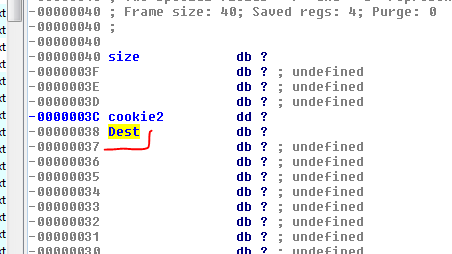 -00000040 ; Frame size: 40; Saved regs: 4; Purge: 0
-00000040 ;
-00000040
-00000040 size db ?
-0000003F db ? ; undefined
-0000003E db ? ; undefined
-0000003D db ? ; undefined
-0000003C cookie2 dd ?
-00000038 Dest db ?
-00000037 db ? ; undefined
-00000036 db ? ; undefined
-00000035 db ? ; undefined
-00000034 db ? ; undefined
-00000033 db ? ; undefined
-00000032 db ? ; undefined
-00000031 db ? ; undefined
-00000030 db ? ; undefined